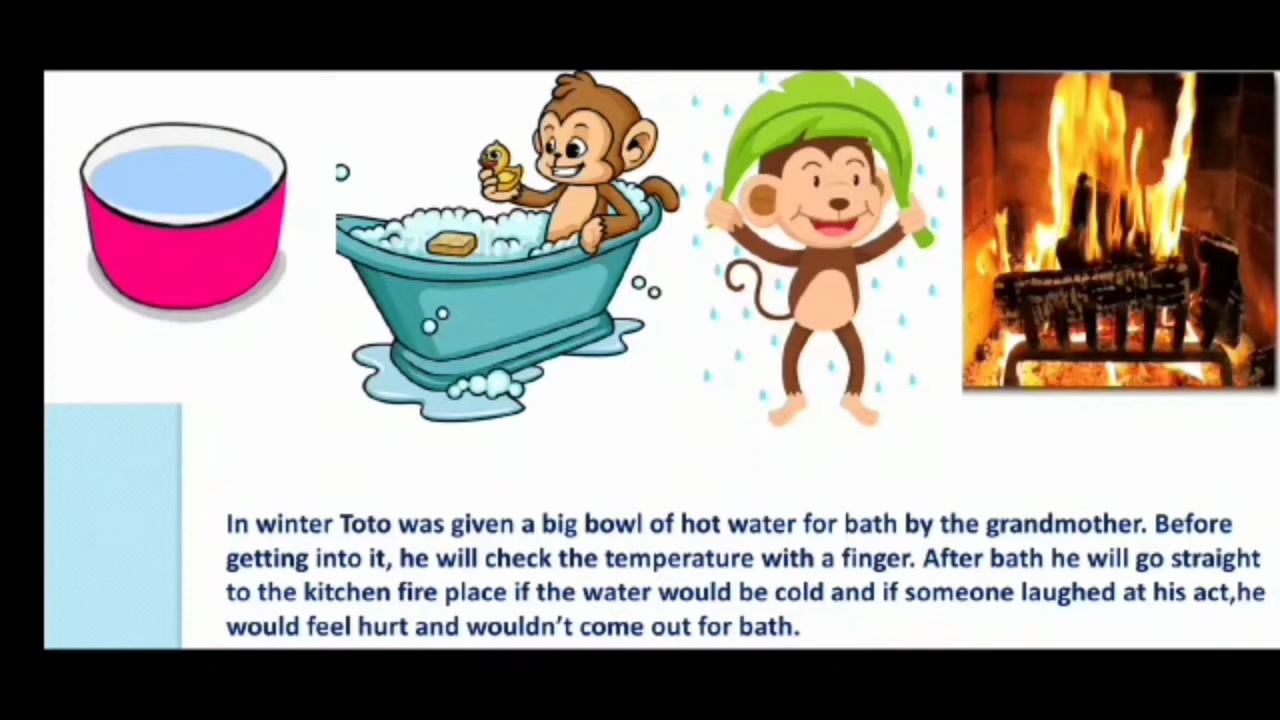 In winter Toto was given a big bowl of hot water for bath by the grandmother. Before
getting into it, he will check the temperature with a finger. After bath he will go straight
to the kitchen fire place if the water would be cold and if someone laughed at his act,he
would feel hurt and wouldn't come out for bath.